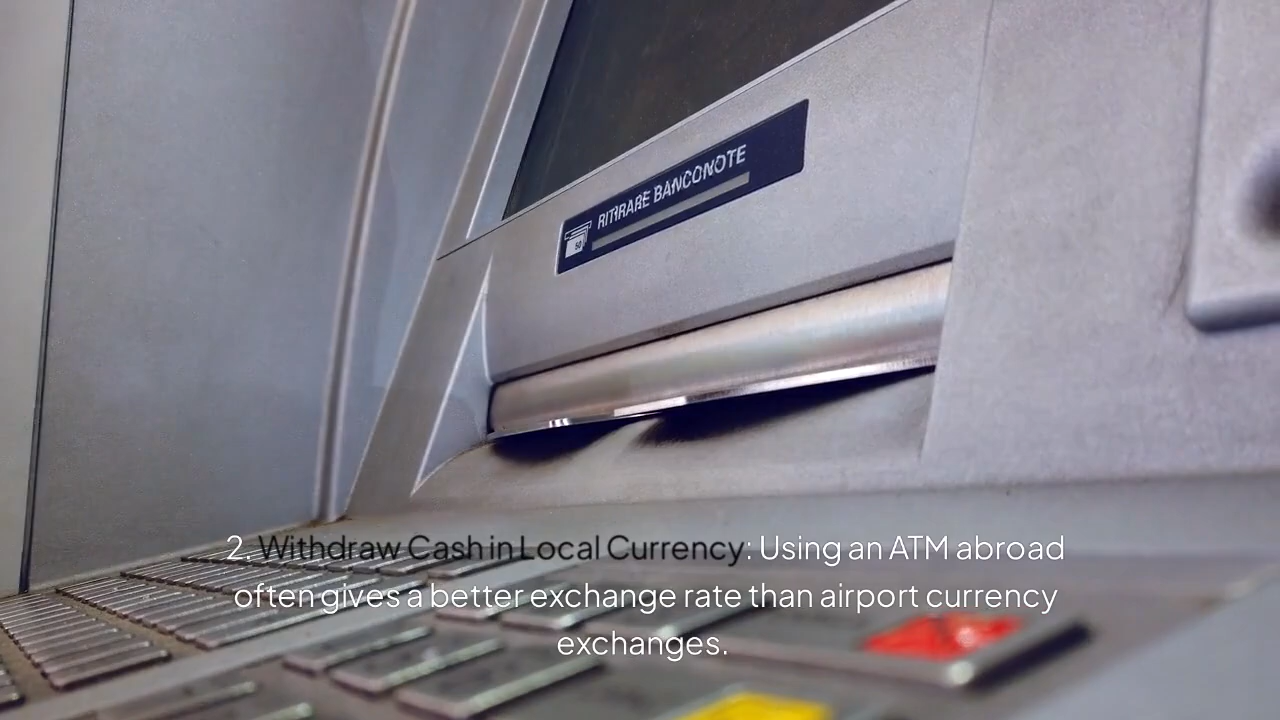 RITIRARE BANCONOTE
50
2. Withdraw Cash in Local Currency: Using an ATM abroad
often gives a better exchange rate than airport currency
exchanges.